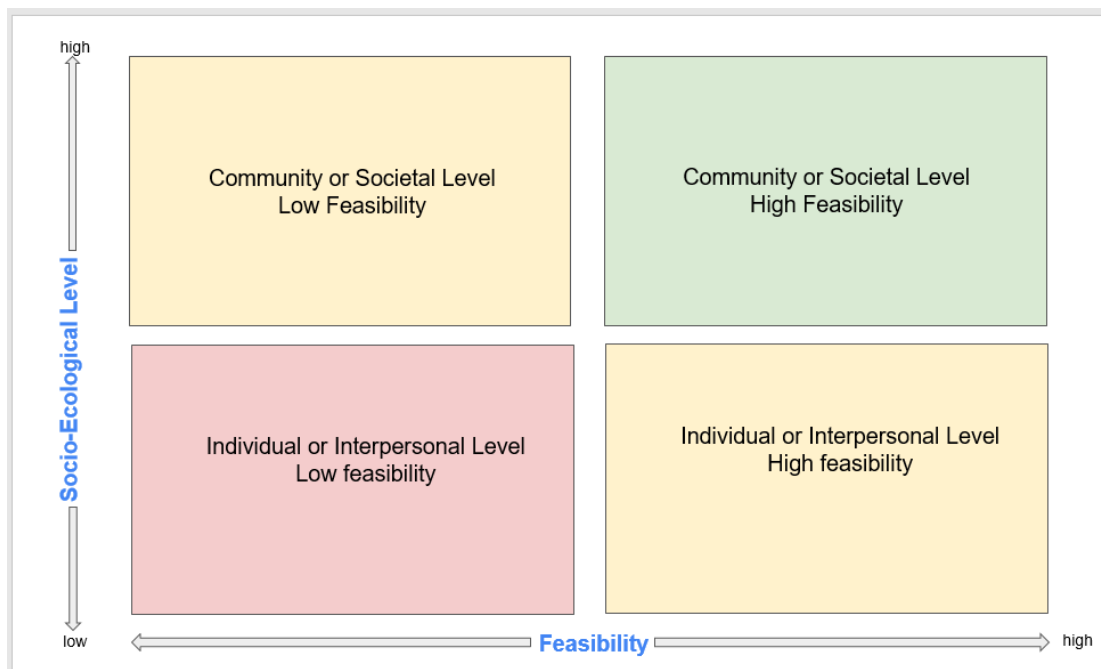 high
Community or Societal Level
Low Feasibility
Community or Societal Level
High Feasibility
Socio-Ecological Level
Individual or Interpersonal Level
Low feasibility
Individual or Interpersonal Level
High feasibility
low
Feasibility
high